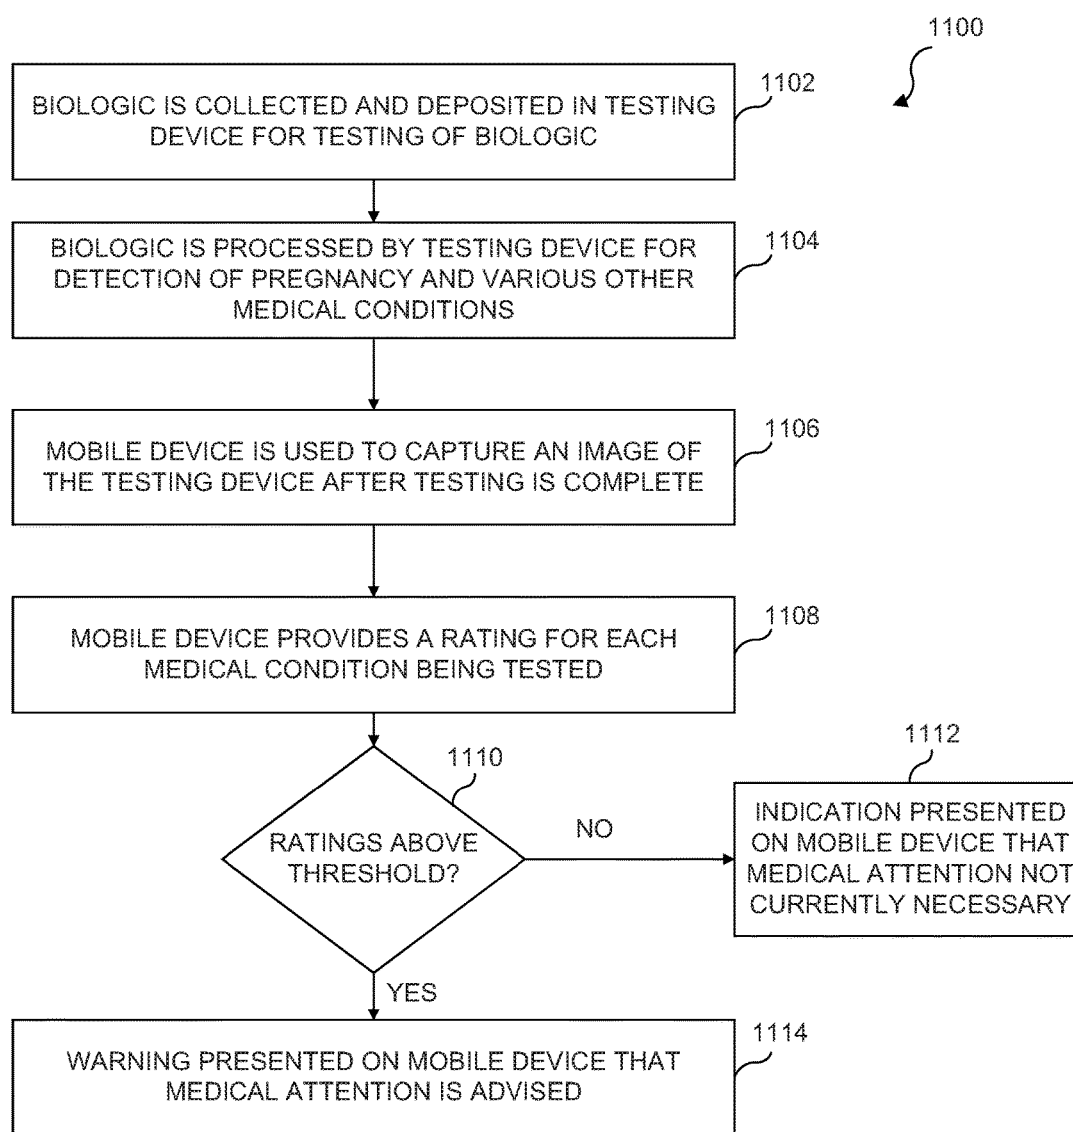 1100
BIOLOGIC IS COLLECTED AND DEPOSITED IN TESTING
DEVICE FOR TESTING OF BIOLOGIC
1102
BIOLOGIC IS PROCESSED BY TESTING DEVICE FOR
DETECTION OF PREGNANCY AND VARIOUS OTHER
MEDICAL CONDITIONS
1104
MOBILE DEVICE IS USED TO CAPTURE AN IMAGE OF
THE TESTING DEVICE AFTER TESTING IS COMPLETE
1106
MOBILE DEVICE PROVIDES A RATING FOR EACH
MEDICAL CONDITION BEING TESTED
1108
RATINGS ABOVE
THRESHOLD?
1110
NO
1112
INDICATION PRESENTED
ON MOBILE DEVICE THAT
MEDICAL ATTENTION NOT
CURRENTLY NECESSARY
YES
WARNING PRESENTED ON MOBILE DEVICE THAT
MEDICAL ATTENTION IS ADVISED
1114